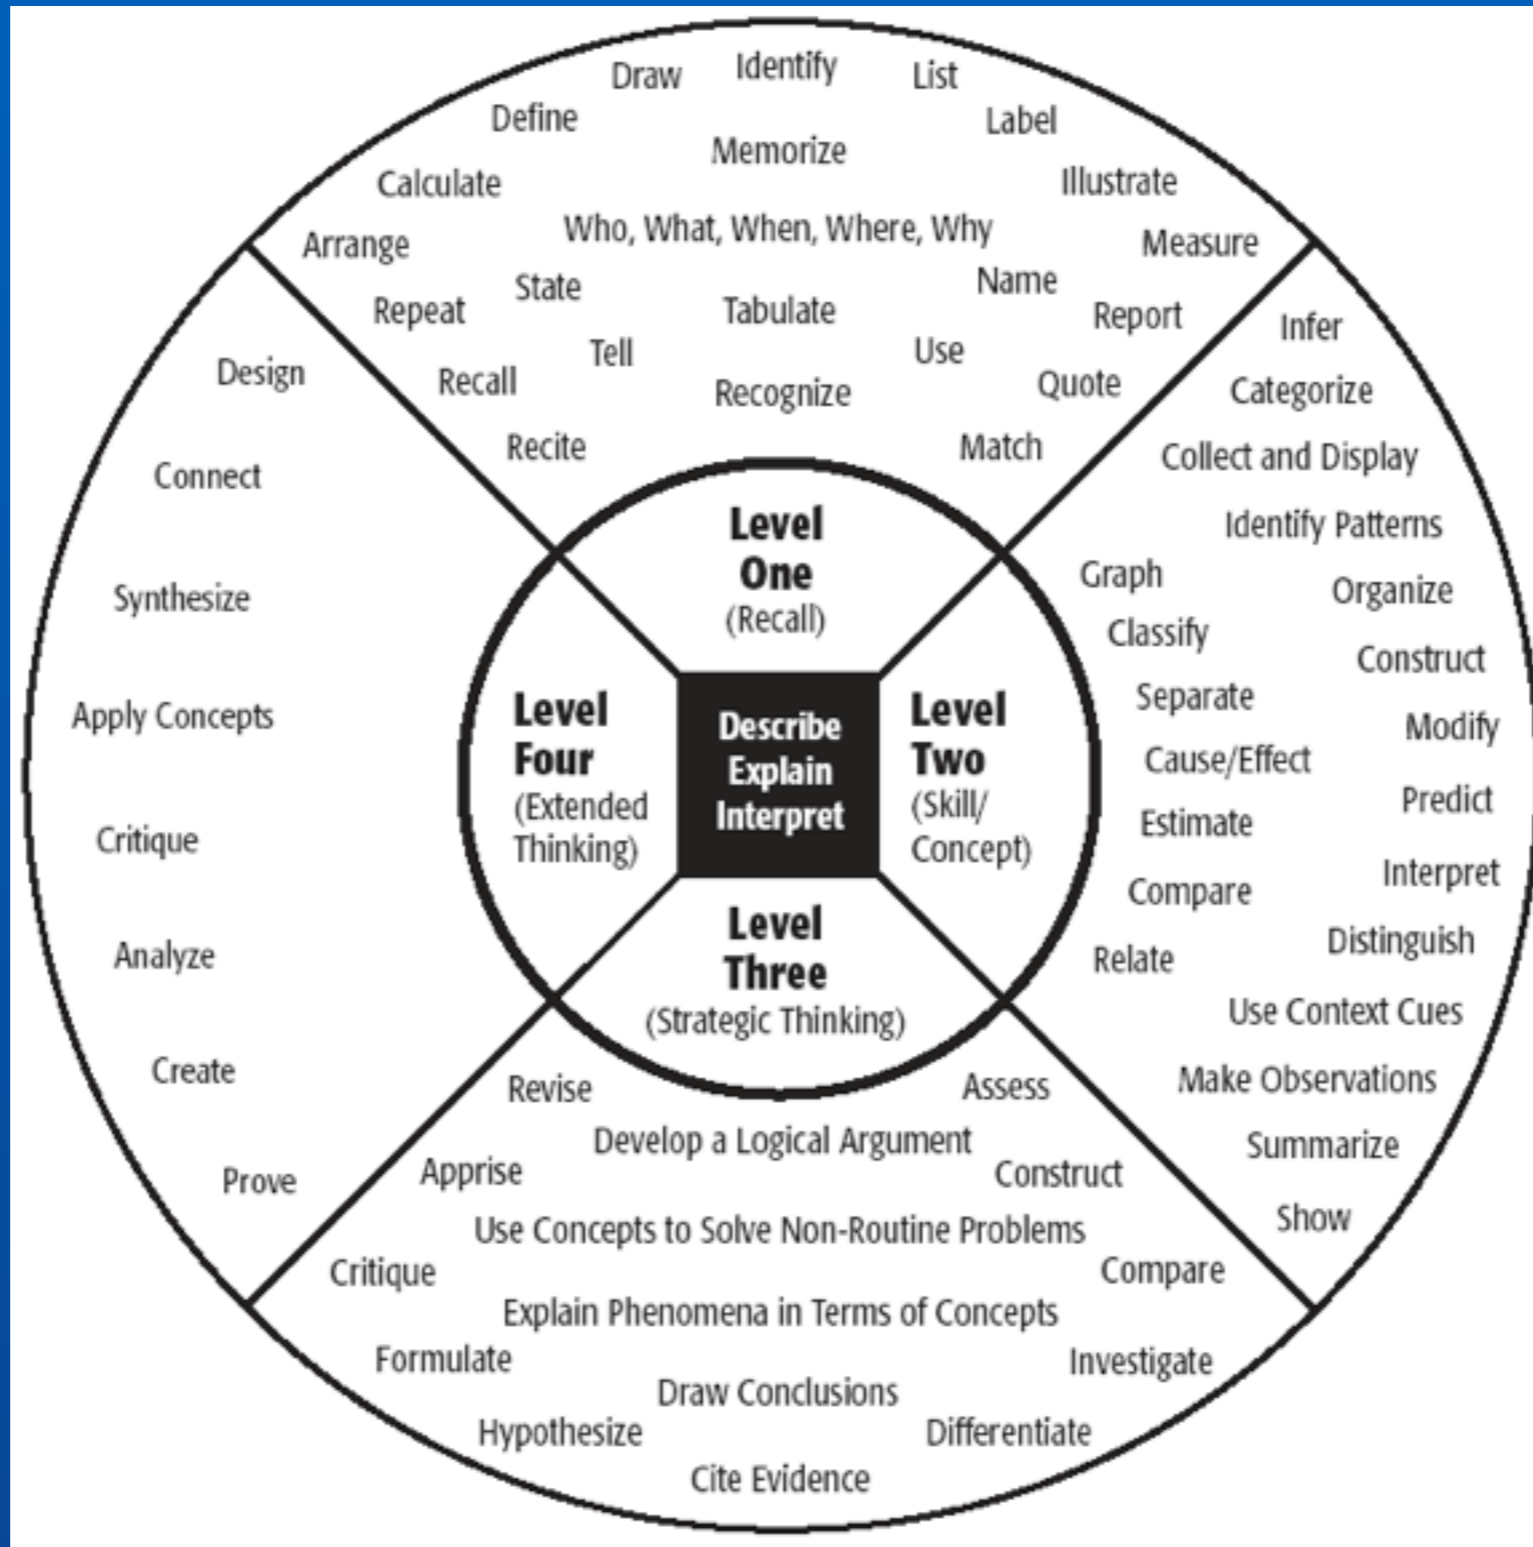 Draw
Identify
List
Define
Label
Memorize
Calculate
Illustrate
Who, What, When, Where, Why
Arrange
Measure
State
Name
Repeat
Tabulate
Report
Tell
Use
Recall
Recognize
Quote
Recite
Match
Level
One
(Recall)
Infer
Categorize
Collect and Display
Identify Patterns
Graph
Organize
Classify
Construct
Separate
Modify
Cause/Effect
Predict
Estimate
Interpret
Compare
Distinguish
Relate
Use Context Cues
Make Observations
Summarize
Show
Level
Two
(Skill/
Concept)
Describe
Explain
Interpret
Level
Three
(Strategic Thinking)
Revise
Assess
Develop a Logical Argument
Apprise
Construct
Use Concepts to Solve Non-Routine Problems
Critique
Compare
Explain Phenomena in Terms of Concepts
Formulate
Investigate
Draw Conclusions
Hypothesize
Differentiate
Cite Evidence
Level
Four
(Extended
Thinking)
Design
Connect
Synthesize
Apply Concepts
Critique
Analyze
Create
Prove